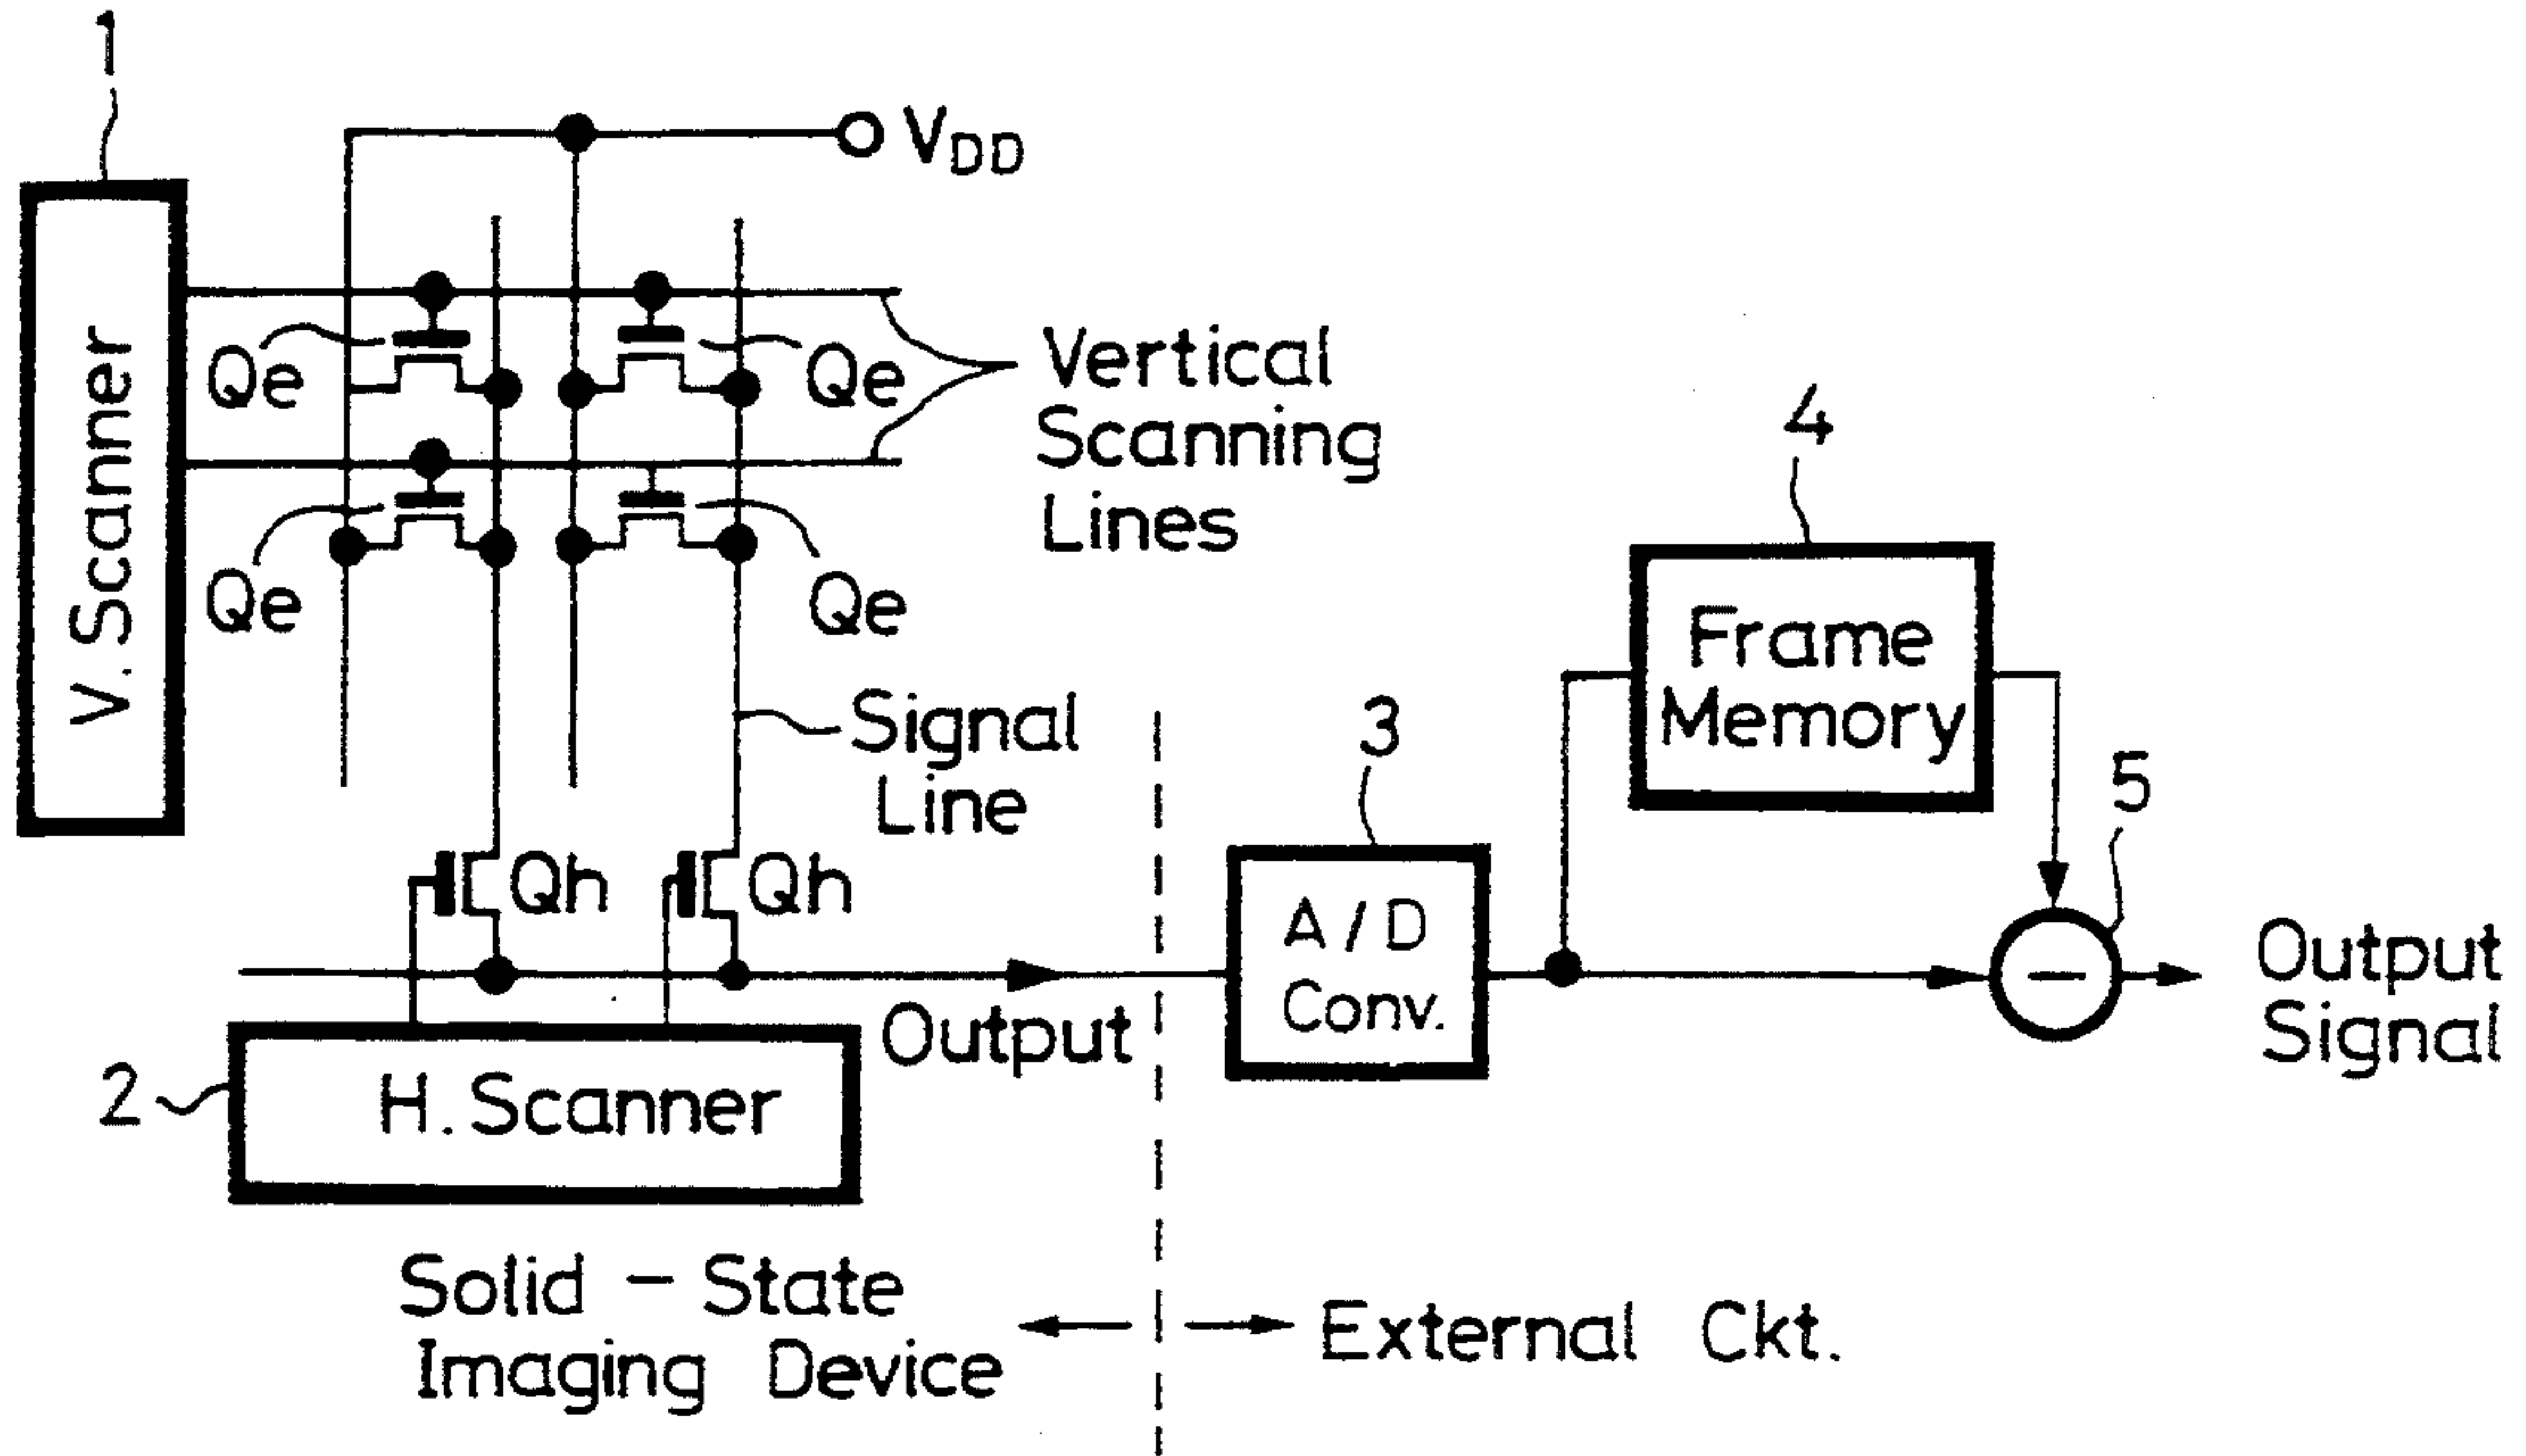 1
VDD
V. Scanner
Qe
Qe
Vertical
Scanning
Lines
Qe
Qe
Signal
Line
Qh
Qh
Output
2
H. Scanner
3
A / D
Conv.
4
Frame
Memory
5
Output
Signal
Solid - State
Imaging Device
External Ckt.